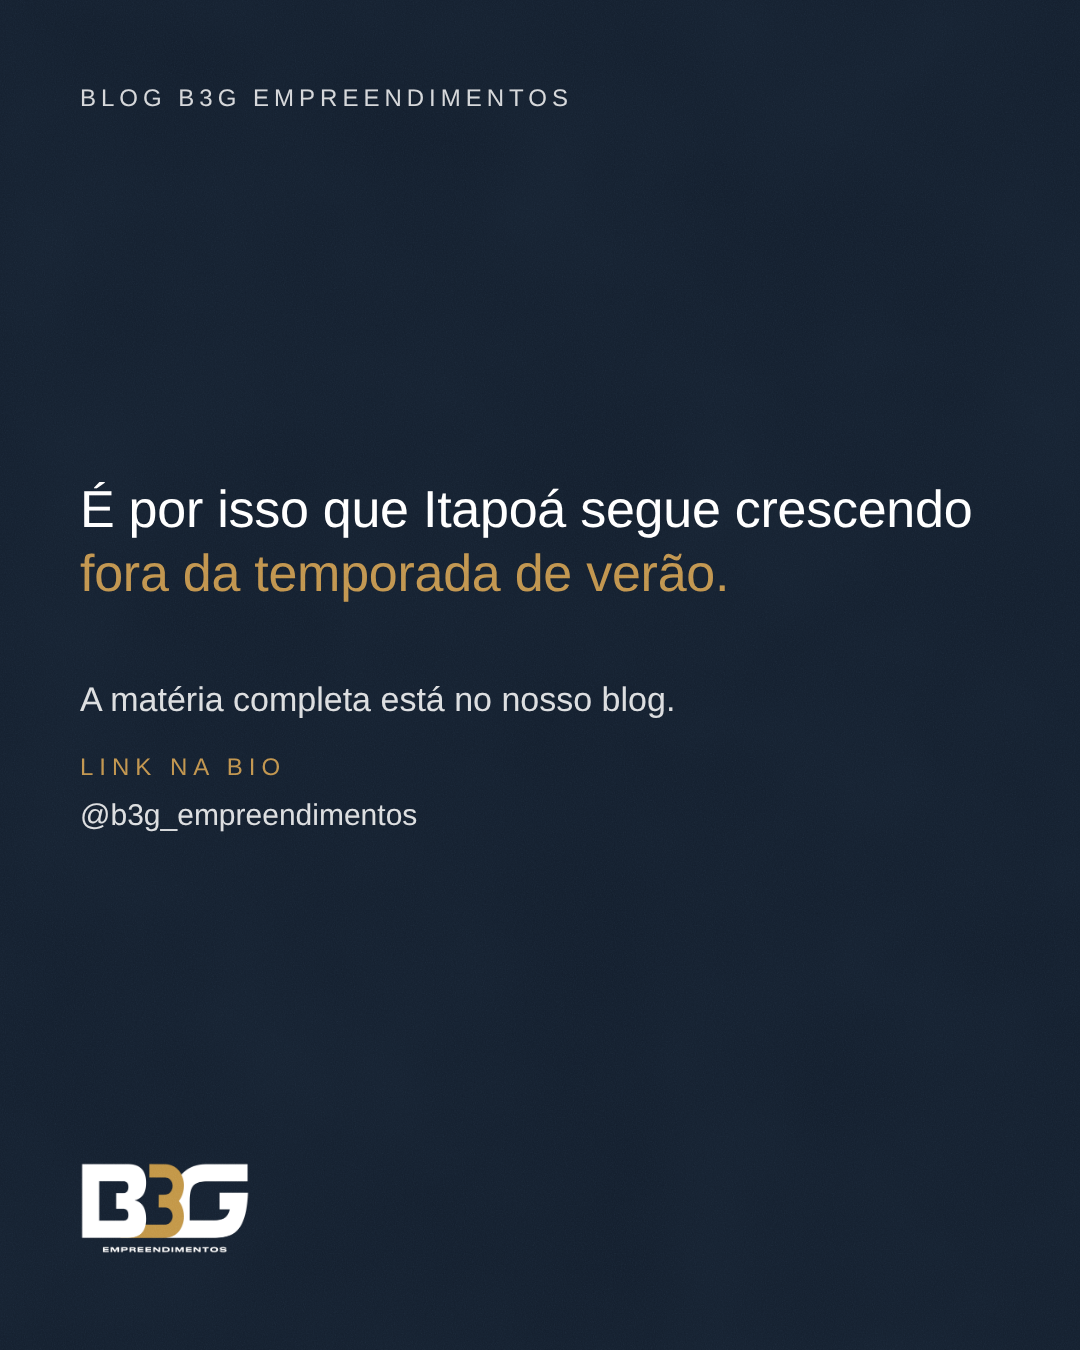 BLOG B3G EMPREENDIMENTOS
É por isso que Itapoá segue crescendo
fora da temporada de verão.
A matéria completa está no nosso blog.
LINK NA BIO
@b3g_empreendimentos
B3G
EMPREENDIMENTOS